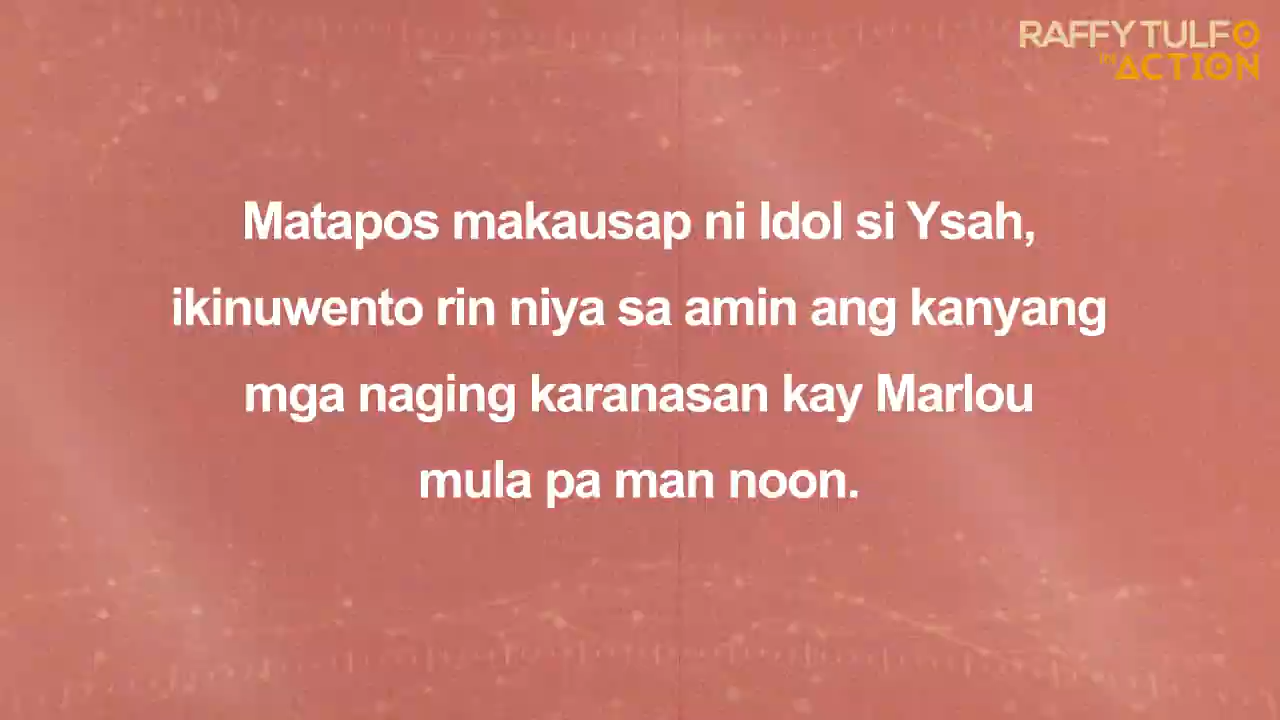 RAFFY TULFO
IN ACTION
Matapos makausap ni Idol si Ysah,
ikinuwento rin niya sa amin ang kanyang
mga naging karanasan kay Marlou
mula pa man noon.